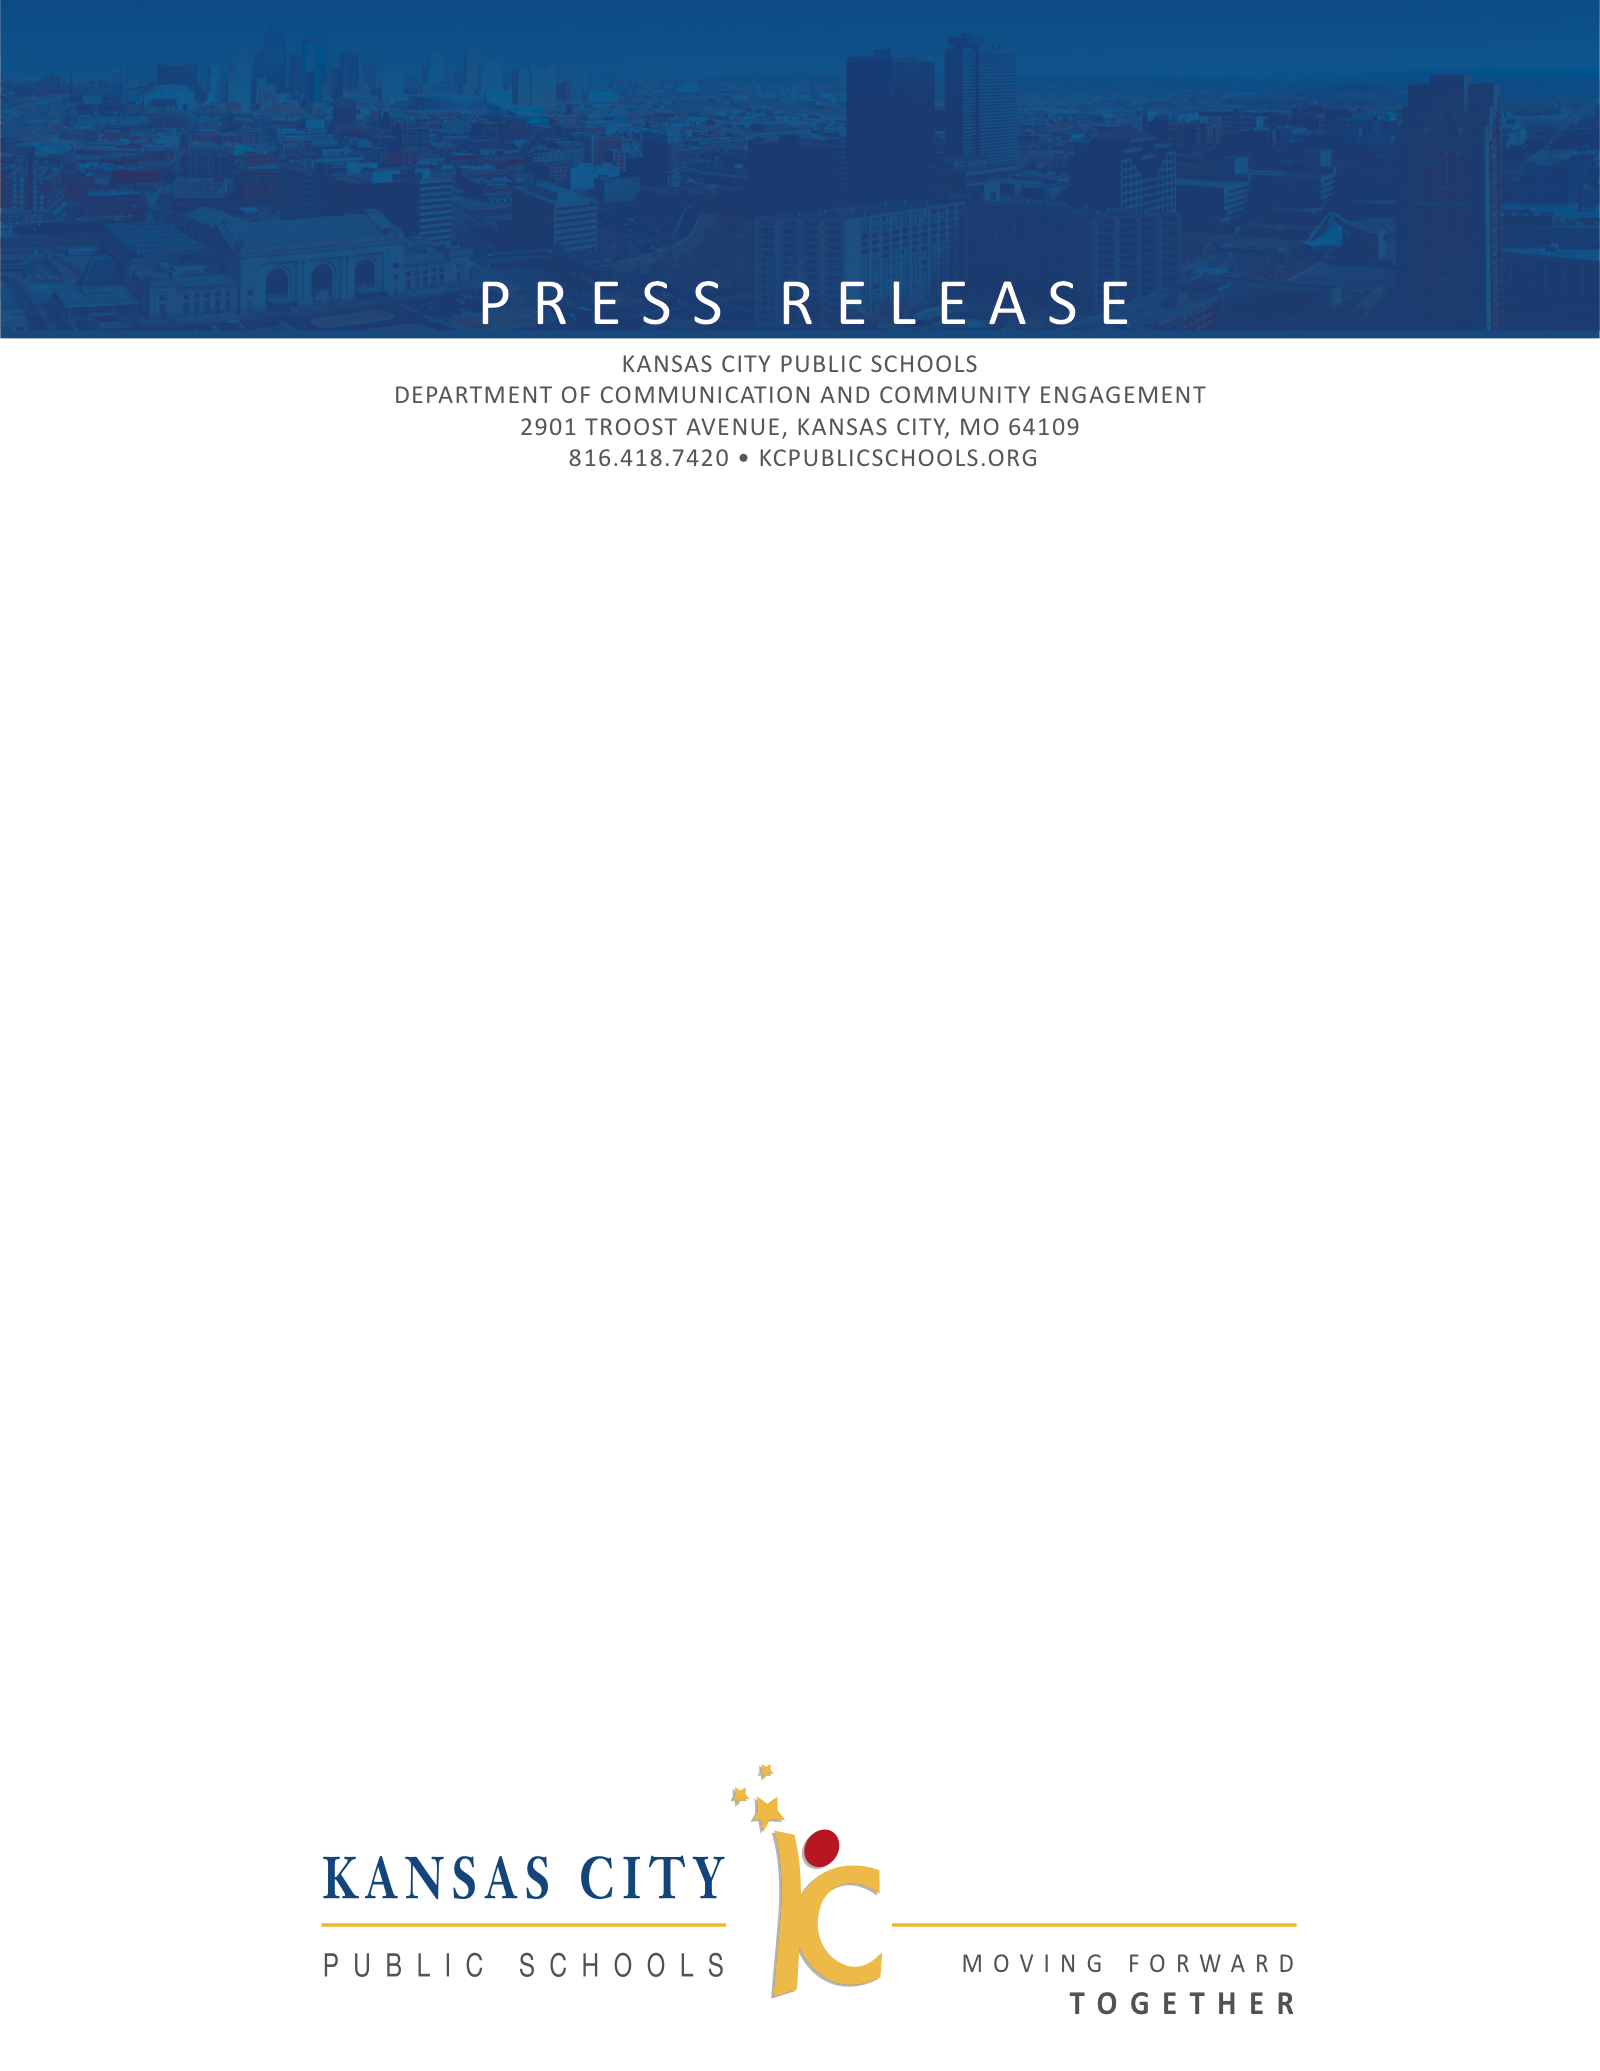 PRESS RELEASE
KANSAS CITY PUBLIC SCHOOLS
DEPARTMENT OF COMMUNICATION AND COMMUNITY ENGAGEMENT
2901 TROOST AVENUE, KANSAS CITY, MO 64109
816.418.7420 • KCPUBLICSCHOOLS.ORG
KANSAS CITY
PUBLIC SCHOOLS
KC
MOVING FORWARD
TOGETHER